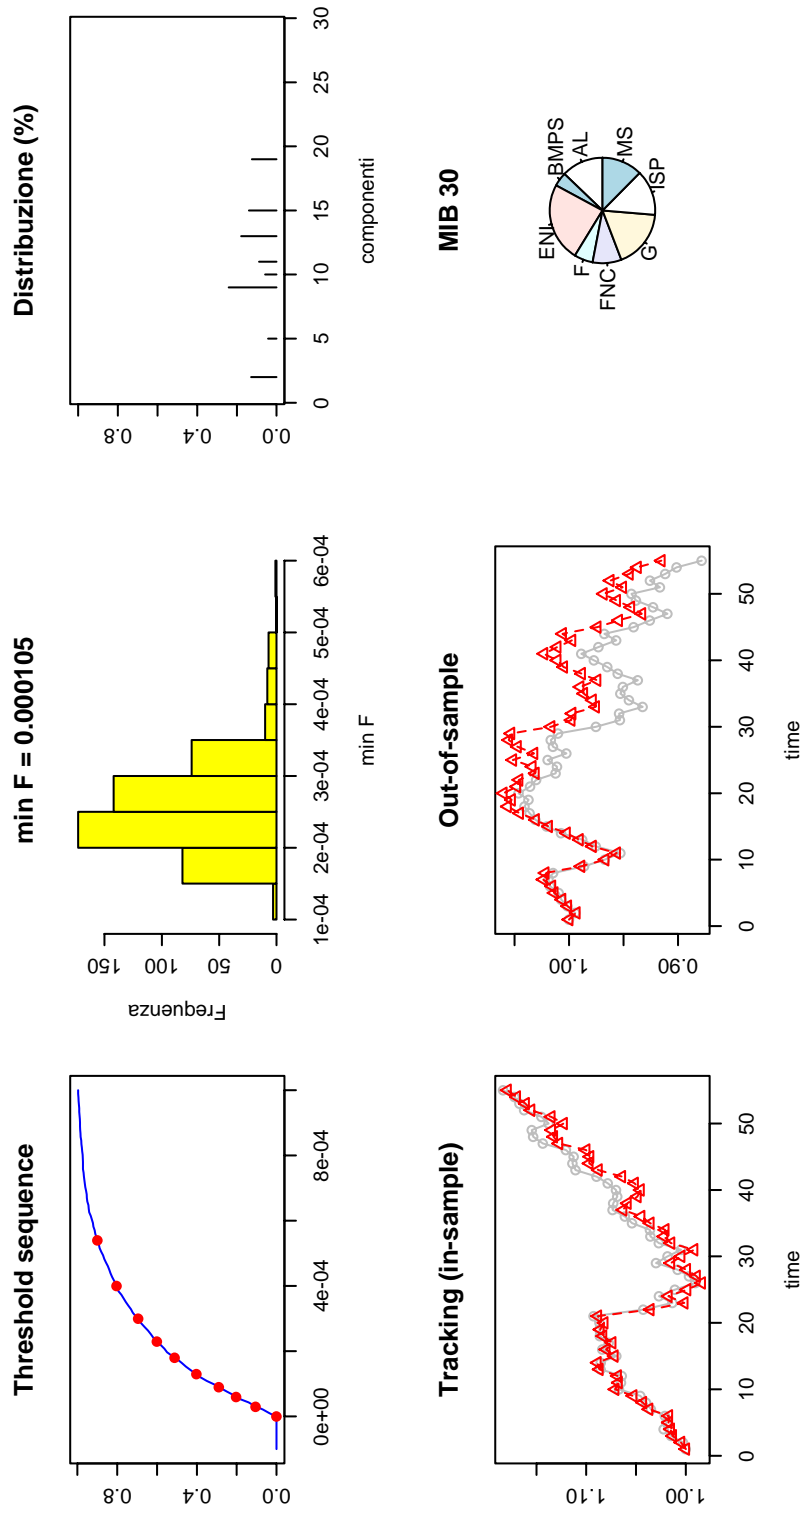 Threshold sequence
0.0
0.4
0.8
0e+00
4e-04
8e-04
min F = 0.000105
Frequenza
0
50
100
150
1e-04
2e-04
3e-04
4e-04
5e-04
6e-04
min F
Distribuzione (%)
0.0
0.4
0.8
0
5
10
15
20
25
30
componenti
Tracking (in-sample)
1.00
1.10
0
10
20
30
40
50
time
Out-of-sample
0.90
1.00
0
10
20
30
40
50
time
MIB 30
AL
BMPS
ENI
F
FNC
G
ISP
MS